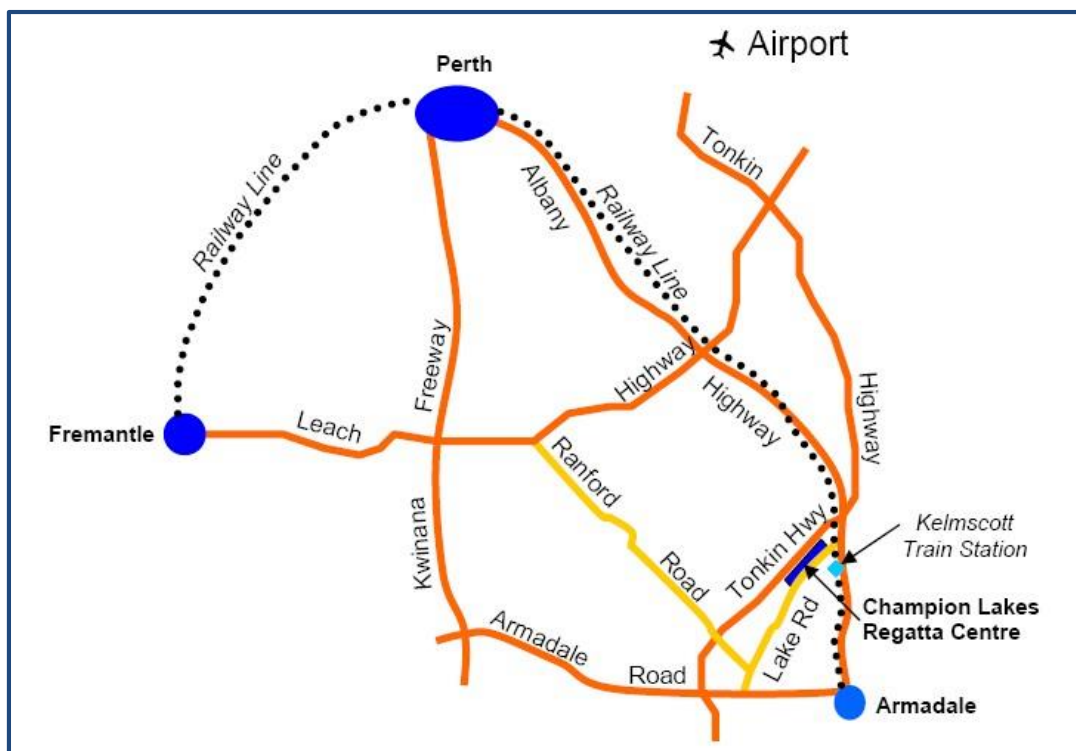 Airport
Perth
Tonkin
Railway Line
Albany
Railway Line
Freeway
Highway
Highway
Highway
Fremantle
Leach
Ranford
Kwinana
Tonkin Hwy
Kelmscott
Train Station
Road
Champion Lakes
Regatta Centre
Lake Rd
Armadale
Road
Armadale